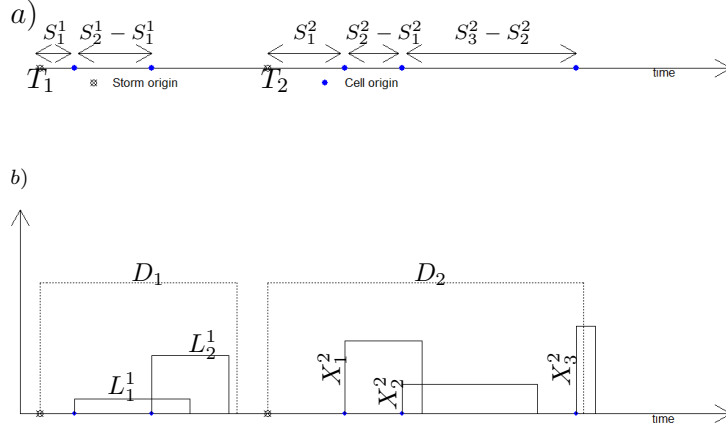 a)
S_1^1 S_2^1 − S_1^1 S_1^2 S_2^2 − S_1^2 S_3^2 − S_2^2
T_1 T_2 time
Storm origin Cell origin
b)
D_1 D_2
L_1^1 L_2^1 X_1^2 X_2^2 X_3^2
time